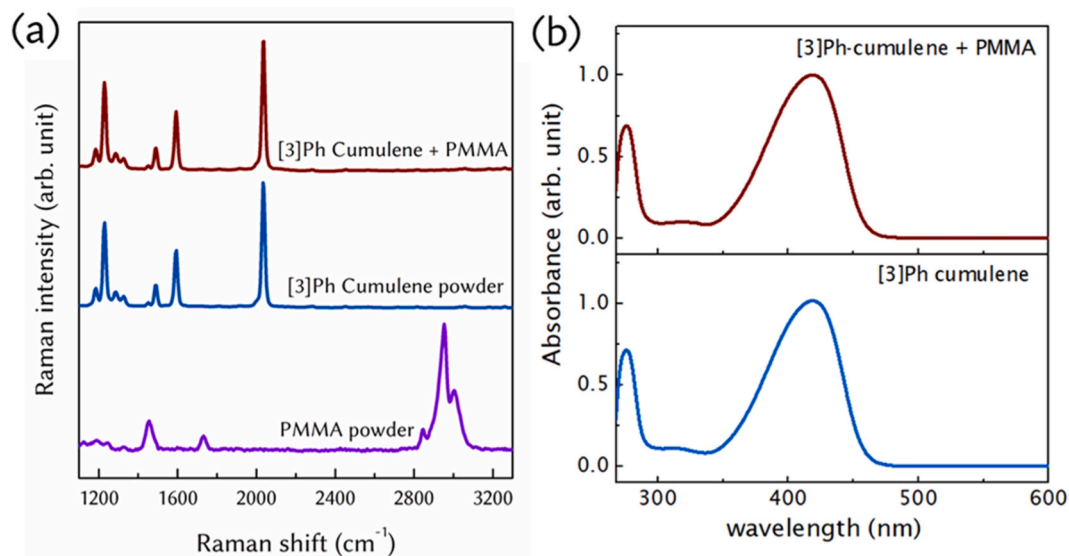 (a)
Raman intensity (arb. unit)
[3]Ph Cumulene + PMMA
[3]Ph Cumulene powder
PMMA powder
1200 1600 2000 2400 2800 3200
Raman shift (cm⁻¹)
(b)
Absorbance (arb. unit)
[3]Ph-cumulene + PMMA
1.0
0.5
0.0
[3]Ph cumulene
1.0
0.5
0.0
300 400 500 600
wavelength (nm)